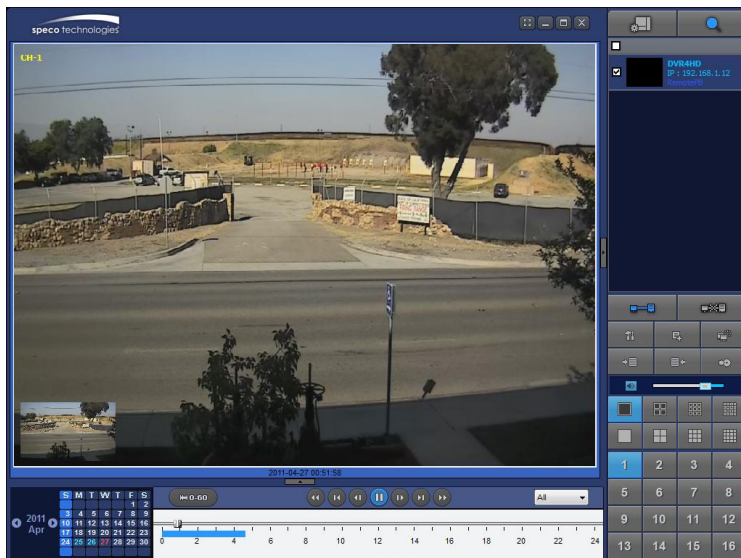 speco technologies
CH-1
DVR4HD
IP : 192.168.1.12
RemotePB
2011-04-27 00:51:58
0-60
All
2011
Apr
S M T W T F S
1 2
3 4 5 6 7 8 9
10 11 12 13 14 15 16
17 18 19 20 21 22 23
24 25 26 27 28 29 30
0 2 4 6 8 10 12 14 16 18 20 22 24
1 2 3 4
5 6 7 8
9 10 11 12
13 14 15 16